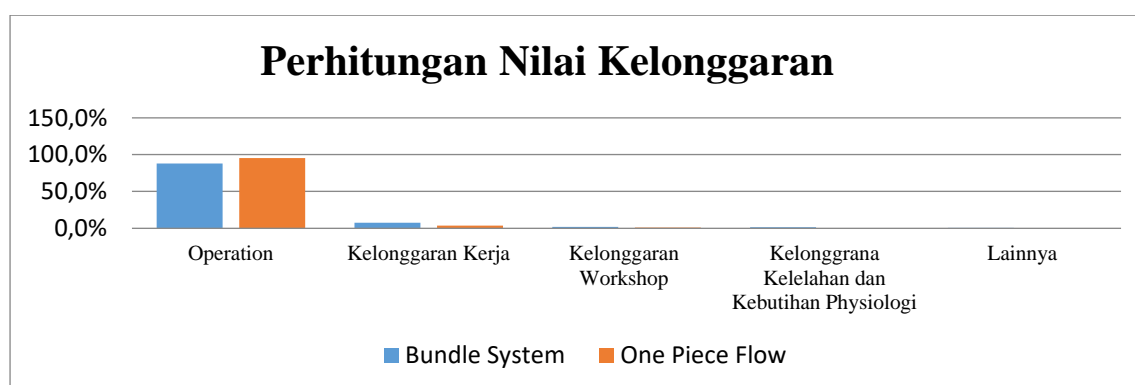 Perhitungan Nilai Kelonggaran
150,0%
100,0%
50,0%
0,0%
Operation
Kelonggaran Kerja
Kelonggaran
Workshop
Kelonggrana
Kelelahan dan
Kebutihan Physiologi
Lainnya
Bundle System
One Piece Flow